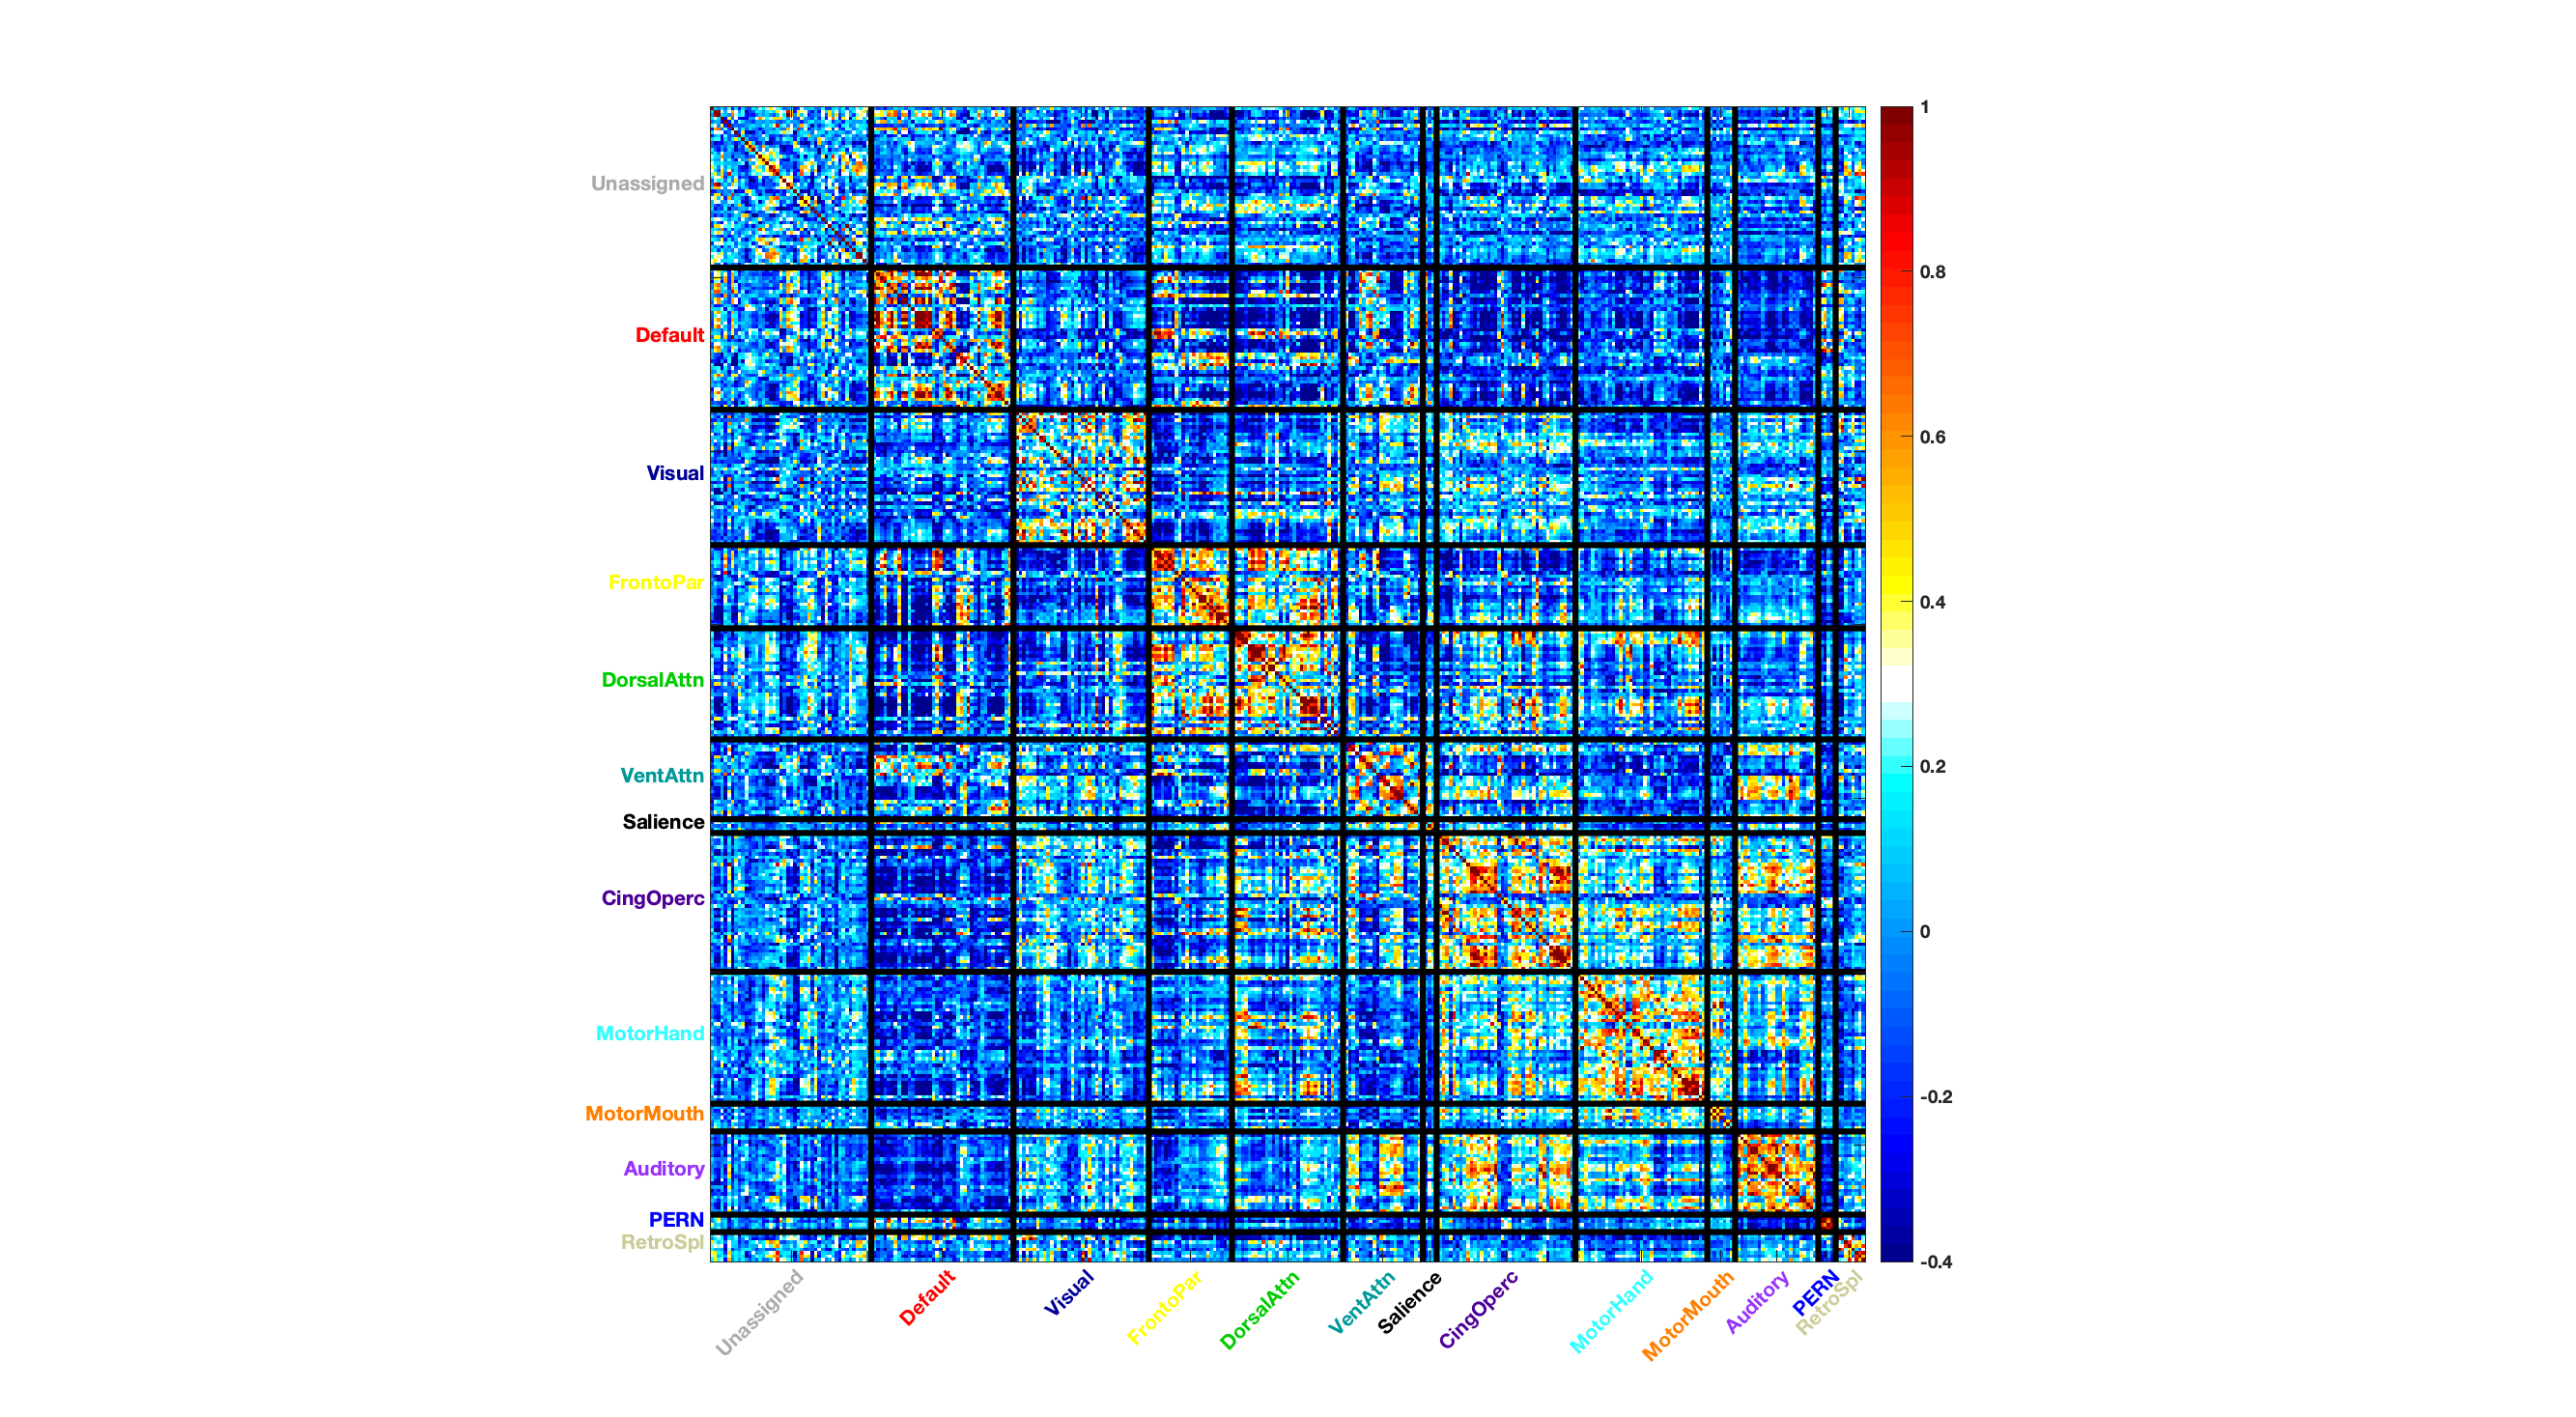 Unassigned
Default
Visual
FrontoPar
DorsalAttn
VentAttn
Salience
CingOperc
MotorHand
MotorMouth
Auditory
PERN
RetroSpl
Unassigned
Default
Visual
FrontoPar
DorsalAttn
VentAttn
Salience
CingOperc
MotorHand
MotorMouth
Auditory
PERN
RetroSpl
1
0.8
0.6
0.4
0.2
0
-0.2
-0.4